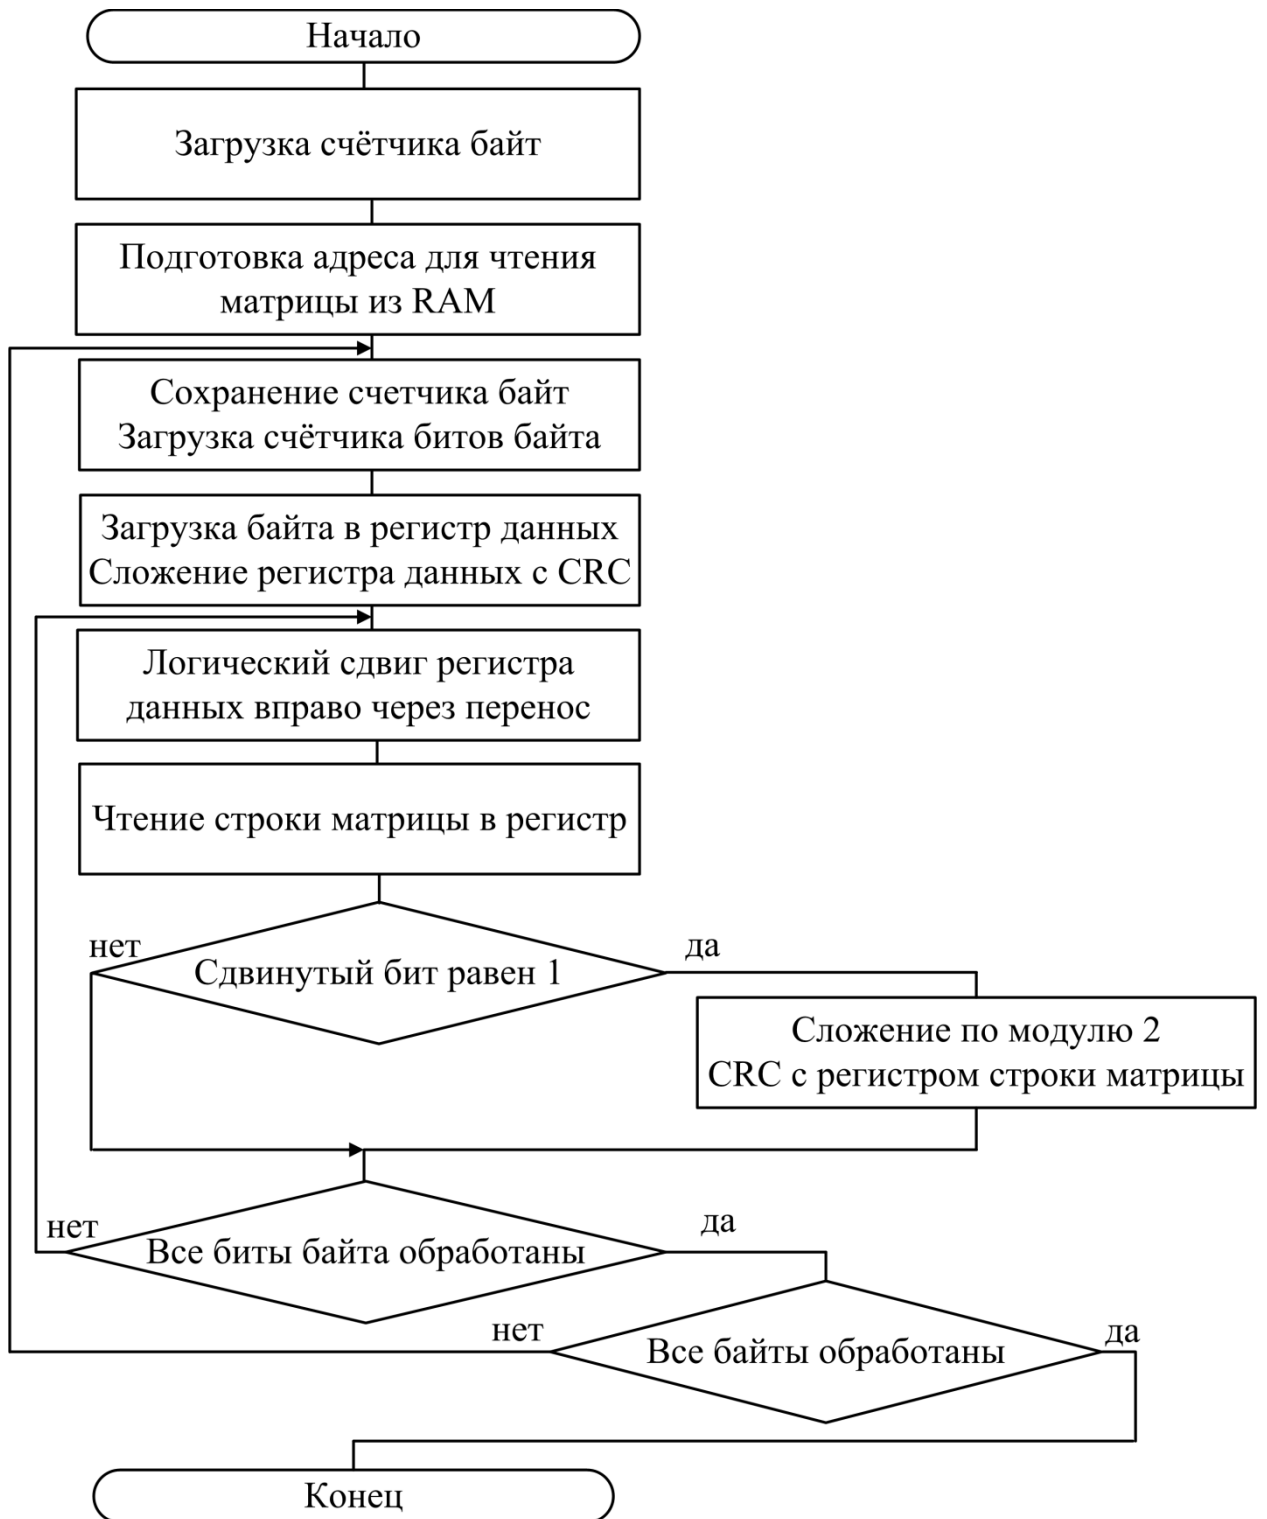 Начало
Загрузка счётчика байт
Подготовка адреса для чтения
матрицы из RAM
Сохранение счетчика байт
Загрузка счётчика битов байта
Загрузка байта в регистр данных
Сложение регистра данных с CRC
Логический сдвиг регистра
данных вправо через перенос
Чтение строки матрицы в регистр
нет
да
Сдвинутый бит равен 1
Сложение по модулю 2
CRC с регистром строки матрицы
нет
да
Все биты байта обработаны
нет
да
Все байты обработаны
Конец